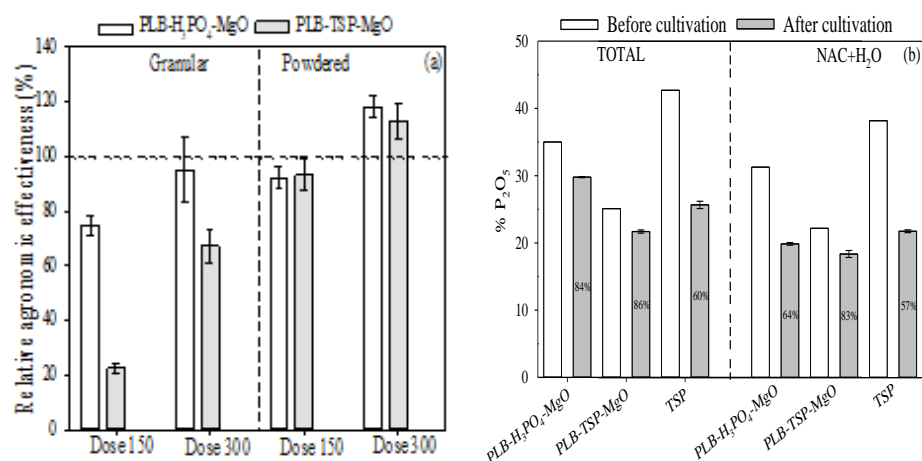 PLB-H₃PO₄-MgO PLB-TSP-MgO
Granular Powdered (a)
Relative agronomic effectiveness (%)
140
120
100
80
60
40
20
0
Dose 150 Dose 300 Dose 150 Dose 300
Before cultivation After cultivation
TOTAL NAC+H₂O (b)
% P₂O₅
50
40
30
20
10
0
84% 86% 60% 64% 83% 57%
PLB-H₃PO₄-MgO PLB-TSP-MgO TSP PLB-H₃PO₄-MgO PLB-TSP-MgO TSP